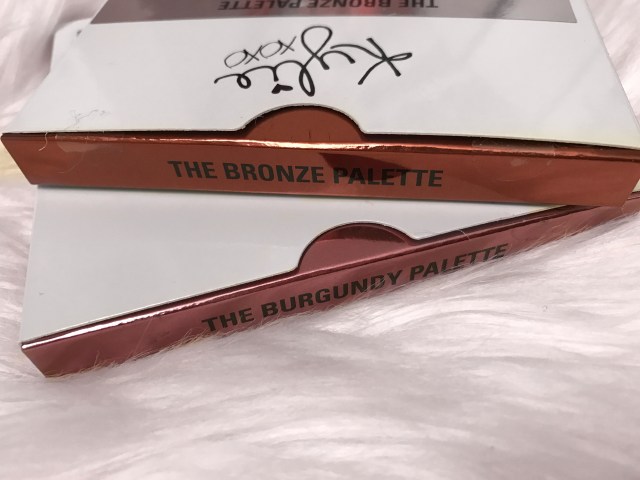 THE BRONZE PALETTE
Kylie
XOXO
THE BRONZE PALETTE
THE BURGUNDY PALETTE